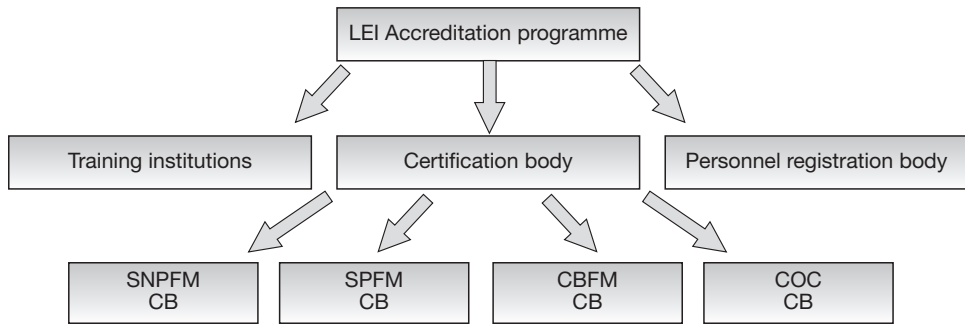 LEI Accreditation programme
Training institutions
Certification body
Personnel registration body
SNPFM
CB
SPFM
CB
CBFM
CB
COC
CB